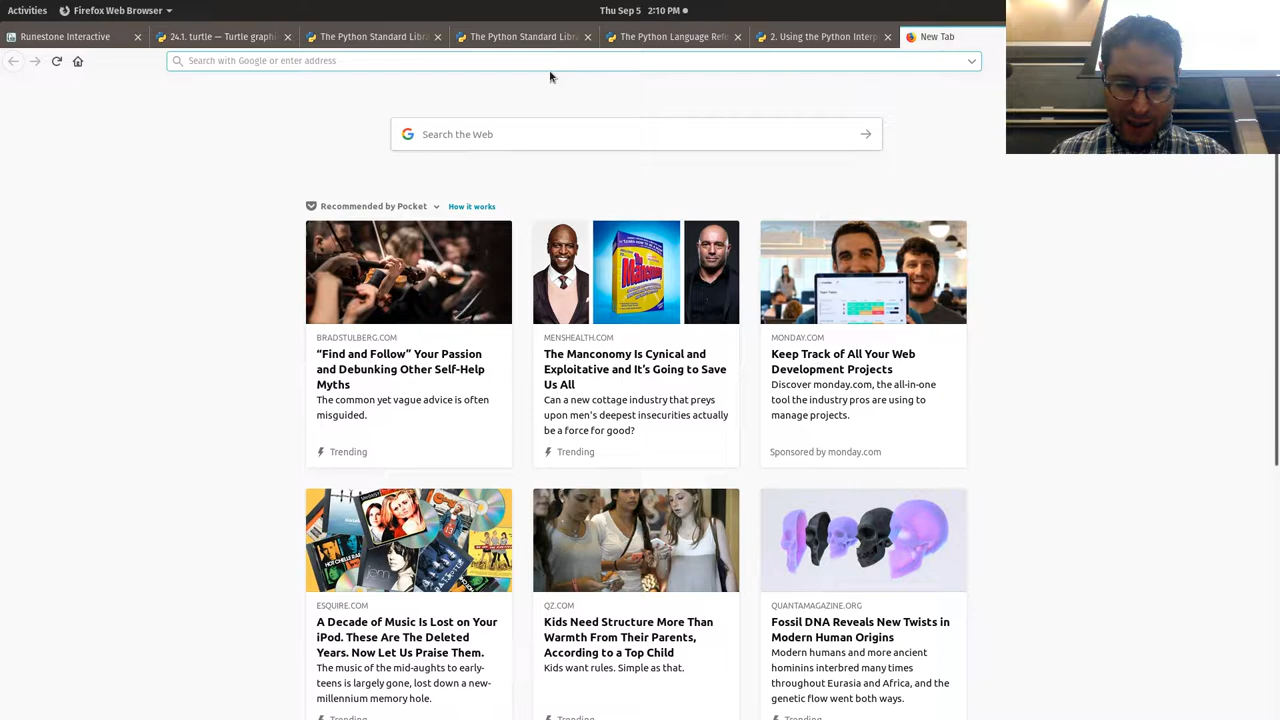 Activities
Firefox Web Browser
Thu Sep 5 2:10 PM
Runestone Interactive
24.1. turtle — Turtle graphi
The Python Standard Libra
The Python Standard Libra
The Python Language Refe
2. Using the Python Interp
New Tab
Search with Google or enter address
Search the Web
Recommended by Pocket
How it works
BRADSTULBERG.COM
“Find and Follow” Your Passion
and Debunking Other Self-Help
Myths
The common yet vague advice is often
misguided.
Trending
The Manconomy
MENSHEALTH.COM
The Manconomy Is Cynical and
Exploitative and It’s Going to Save
Us All
Can a new cottage industry that preys
upon men's deepest insecurities actually
be a force for good?
Trending
MONDAY.COM
Keep Track of All Your Web
Development Projects
Discover monday.com, the all-in-one
tool the industry pros are using to
manage projects.
Sponsored by monday.com
ESQUIRE.COM
A Decade of Music Is Lost on Your
iPod. These Are The Deleted
Years. Now Let Us Praise Them.
The music of the mid-aughts to early-
teens is largely gone, lost down a new-
millennium memory hole.
Trending
QZ.COM
Kids Need Structure More Than
Warmth From Their Parents,
According to a Top Child
Kids want rules. Simple as that.
Trending
QUANTAMAGAZINE.ORG
Fossil DNA Reveals New Twists in
Modern Human Origins
Modern humans and more ancient
hominins interbred many times
throughout Eurasia and Africa, and the
genetic flow went both ways.
Trending